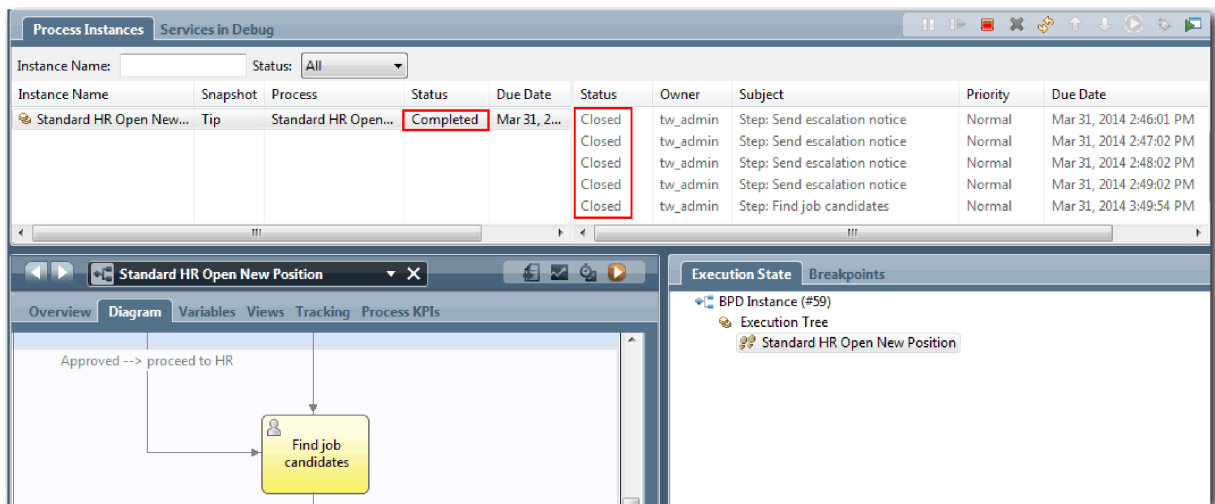 Process Instances Services in Debug
Instance Name: Status: All
Instance Name Snapshot Process Status Due Date Status Owner Subject Priority Due Date
Standard HR Open New... Tip Standard HR Open... Completed Mar 31, 2... Closed tw_admin Step: Send escalation notice Normal Mar 31, 2014 2:46:01 PM
Closed tw_admin Step: Send escalation notice Normal Mar 31, 2014 2:47:02 PM
Closed tw_admin Step: Send escalation notice Normal Mar 31, 2014 2:48:02 PM
Closed tw_admin Step: Send escalation notice Normal Mar 31, 2014 2:49:02 PM
Closed tw_admin Step: Find job candidates Normal Mar 31, 2014 3:49:54 PM
Standard HR Open New Position
Overview Diagram Variables Views Tracking Process KPIs
Approved --> proceed to HR
Find job
candidates
Execution State Breakpoints
BPD Instance (#59)
Execution Tree
Standard HR Open New Position